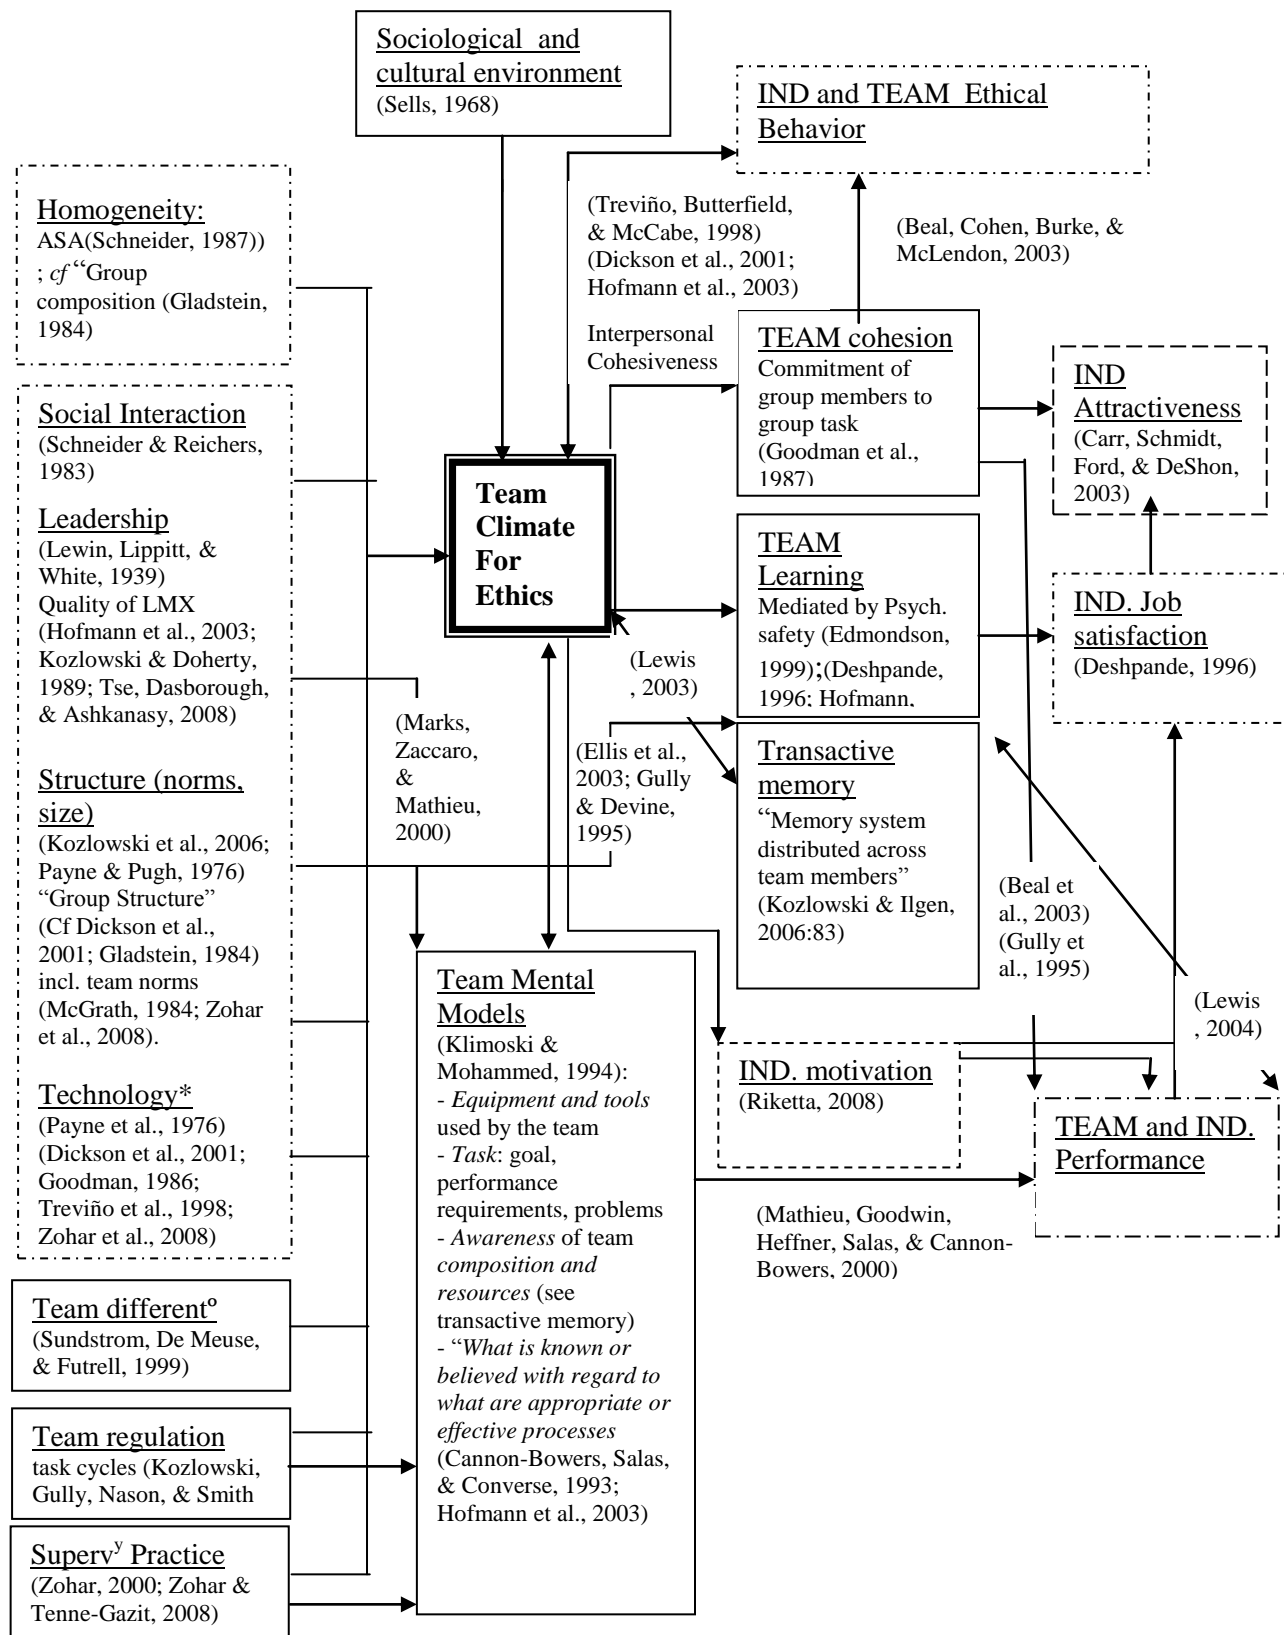 Sociological and
cultural environment
(Sells, 1968)
IND and TEAM Ethical
Behavior
Homogeneity:
ASA(Schneider, 1987))
; cf “Group
composition (Gladstein,
1984)
(Treviño, Butterfield,
& McCabe, 1998)
(Dickson et al., 2001;
Hofmann et al., 2003)
(Beal, Cohen, Burke, &
McLendon, 2003)
Interpersonal
Cohesiveness
TEAM cohesion
Commitment of
group members to
group task
(Goodman et al.,
1987)
IND
Attractiveness
(Carr, Schmidt,
Ford, & DeShon,
2003)
Social Interaction
(Schneider & Reichers,
1983)
Leadership
(Lewin, Lippitt, &
White, 1939)
Quality of LMX
(Hofmann et al., 2003;
Kozlowski & Doherty,
1989; Tse, Dasborough,
& Ashkanasy, 2008)
Structure (norms,
size)
(Kozlowski et al., 2006;
Payne & Pugh, 1976)
“Group Structure”
(Cf Dickson et al.,
2001; Gladstein, 1984)
incl. team norms
(McGrath, 1984; Zohar
et al., 2008).
Technology*
(Payne et al., 1976)
(Dickson et al., 2001;
Goodman, 1986;
Treviño et al., 1998;
Zohar et al., 2008)
Team
Climate
For
Ethics
TEAM
Learning
Mediated by Psych.
safety (Edmondson,
1999);(Deshpande,
1996; Hofmann,
IND. Job
satisfaction
(Deshpande, 1996)
(Lewis
, 2003)
(Marks,
Zaccaro,
&
Mathieu,
2000)
(Ellis et al.,
2003; Gully
& Devine,
1995)
Transactive
memory
“Memory system
distributed across
team members”
(Kozlowski & Ilgen,
2006:83)
(Beal et
al., 2003)
(Gully et
al., 1995)
(Lewis
, 2004)
Team Mental
Models
(Klimoski &
Mohammed, 1994):
- Equipment and tools
used by the team
- Task: goal,
performance
requirements, problems
- Awareness of team
composition and
resources (see
transactive memory)
- “What is known or
believed with regard to
what are appropriate or
effective processes
(Cannon-Bowers, Salas,
& Converse, 1993;
Hofmann et al., 2003)
IND. motivation
(Riketta, 2008)
TEAM and IND.
Performance
(Mathieu, Goodwin,
Heffner, Salas, & Cannon-
Bowers, 2000)
Team differentº
(Sundstrom, De Meuse,
& Futrell, 1999)
Team regulation
task cycles (Kozlowski,
Gully, Nason, & Smith
Supervʸ Practice
(Zohar, 2000; Zohar &
Tenne-Gazit, 2008)